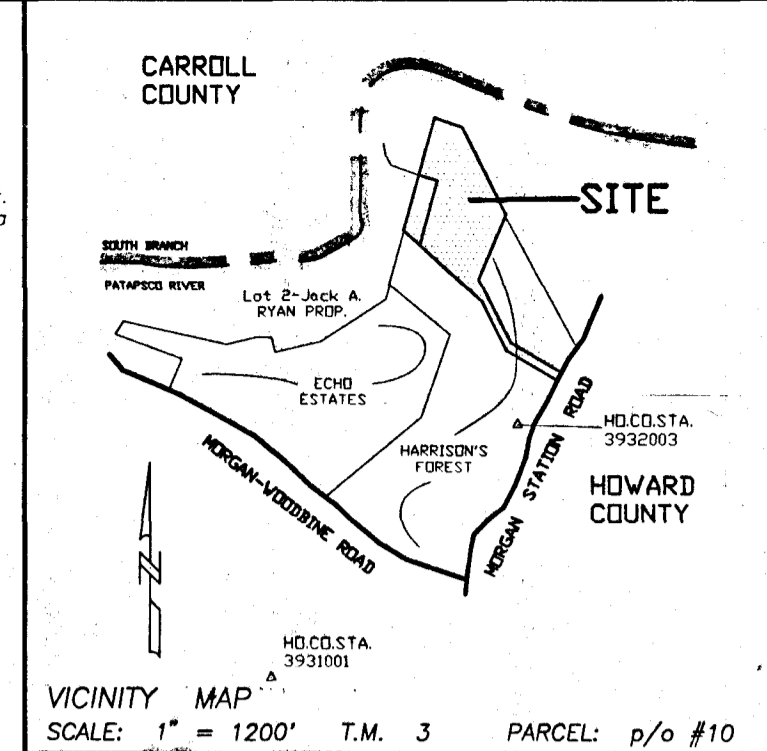 CARROLL
COUNTY
SITE
SOUTH BRANCH
PATAPSCO RIVER
Lot 2-Jack A.
RYAN PROP.
ECHO
ESTATES
HO.CO.STA.
3932003
HARRISON'S
FOREST
MORGAN STATION ROAD
HOWARD
COUNTY
MORGAN-WOODBINE ROAD
N
HO.CO.STA.
3931001
VICINITY MAP
SCALE: 1" = 1200' T.M. 3 PARCEL: p/o #10